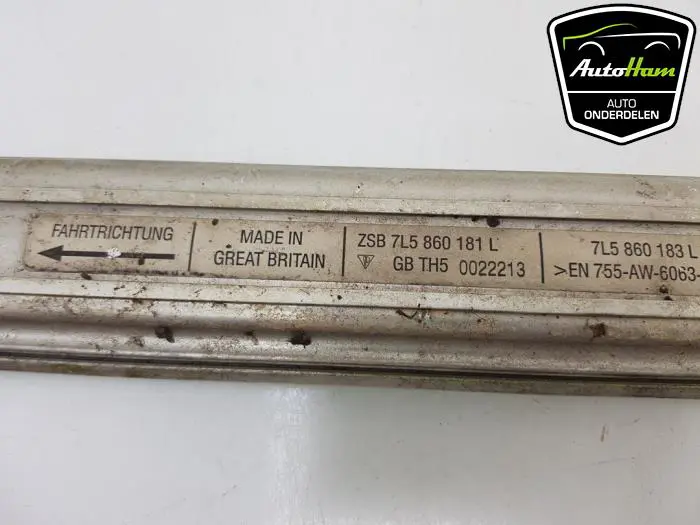 AutoHam
AUTO
ONDERDELEN
FAHRTRICHTUNG
MADE IN
GREAT BRITAIN
ZSB 7L5 860 181 L
GB TH5 0022213
7L5 860 183 L
>EN 755-AW-6063-